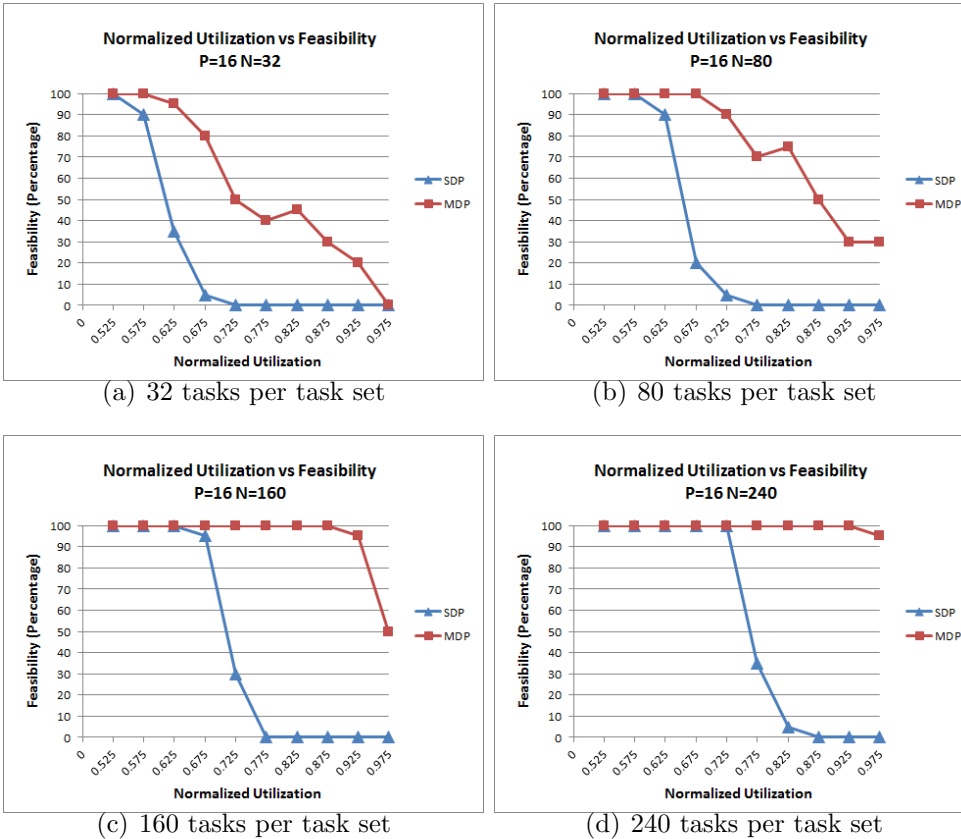 Normalized Utilization vs Feasibility
P=16 N=32
Feasibility (Percentage)
100
90
80
70
60
50
40
30
20
10
0
0 0.525 0.575 0.625 0.675 0.725 0.775 0.825 0.875 0.925 0.975
Normalized Utilization
SDP
MDP
(a) 32 tasks per task set
Normalized Utilization vs Feasibility
P=16 N=80
Feasibility (Percentage)
100
90
80
70
60
50
40
30
20
10
0
0 0.525 0.575 0.625 0.675 0.725 0.775 0.825 0.875 0.925 0.975
Normalized Utilization
SDP
MDP
(b) 80 tasks per task set
Normalized Utilization vs Feasibility
P=16 N=160
Feasibility (Percentage)
100
90
80
70
60
50
40
30
20
10
0
0 0.525 0.575 0.625 0.675 0.725 0.775 0.825 0.875 0.925 0.975
Normalized Utilization
SDP
MDP
(c) 160 tasks per task set
Normalized Utilization vs Feasibility
P=16 N=240
Feasibility (Percentage)
100
90
80
70
60
50
40
30
20
10
0
0 0.525 0.575 0.625 0.675 0.725 0.775 0.825 0.875 0.925 0.975
Normalized Utilization
SDP
MDP
(d) 240 tasks per task set